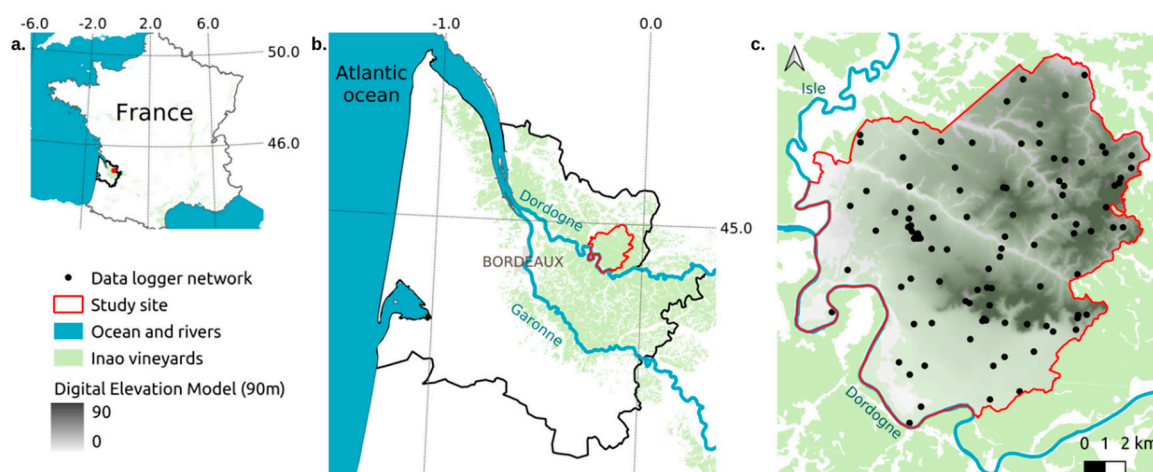 -6.0 -2.0 2.0 6.0
a.
50.0
France
46.0
Data logger network
Study site
Ocean and rivers
Inao vineyards
Digital Elevation Model (90m)
90
0
-1.0 0.0
b.
Atlantic
ocean
Dordogne
45.0
BORDEAUX
Garonne
c.
Isle
Dordogne
0 1 2 km